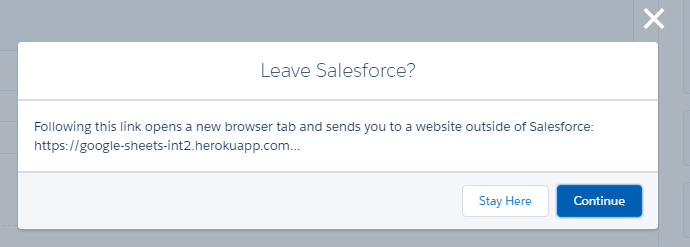 Leave Salesforce?
Following this link opens a new browser tab and sends you to a website outside of Salesforce:
https://google-sheets-int2.herokuapp.com...
Stay Here Continue